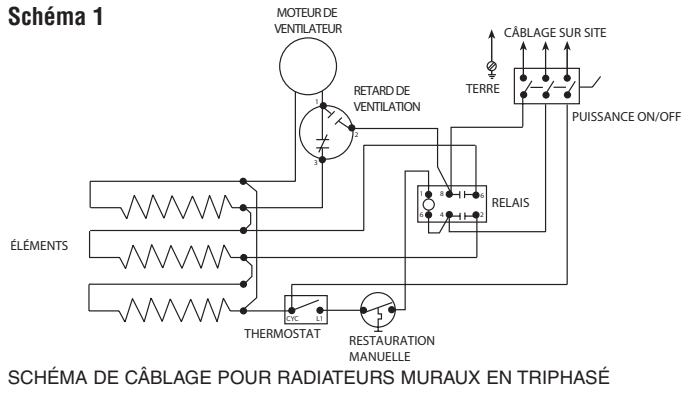 Schéma 1
MOTEUR DE
VENTILATEUR
CÂBLAGE SUR SITE
TERRE
PUISSANCE ON/OFF
RETARD DE
VENTILATION
1
2
3
1
8
6
6
4
2
RELAIS
ÉLÉMENTS
CYC
L1
THERMOSTAT
RESTAURATION
MANUELLE
SCHÉMA DE CÂBLAGE POUR RADIATEURS MURAUX EN TRIPHASÉ